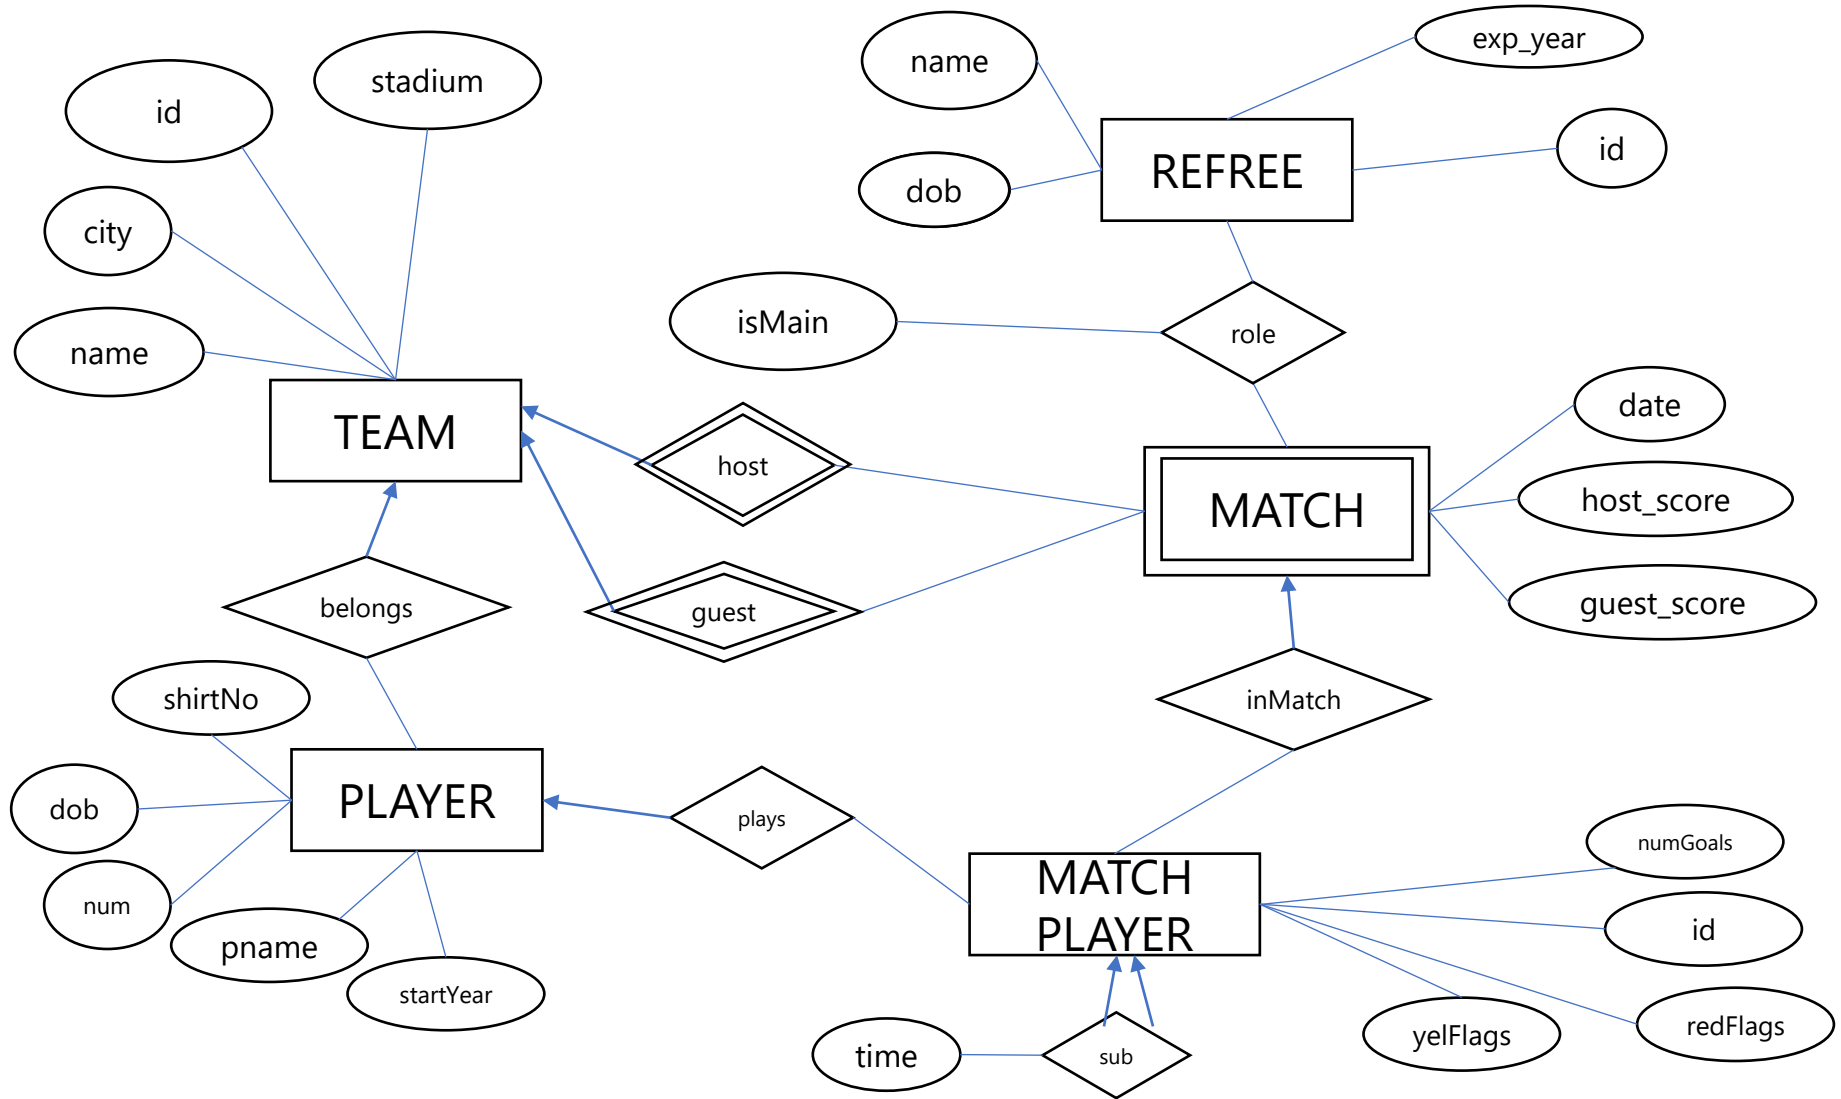 name
exp_year
stadium
id
REFREE
id
dob
city
isMain
role
name
date
TEAM
host
host_score
MATCH
guest_score
belongs
guest
shirtNo
inMatch
dob
PLAYER
plays
numGoals
num
MATCH
PLAYER
id
pname
startYear
redFlags
yelFlags
time
sub